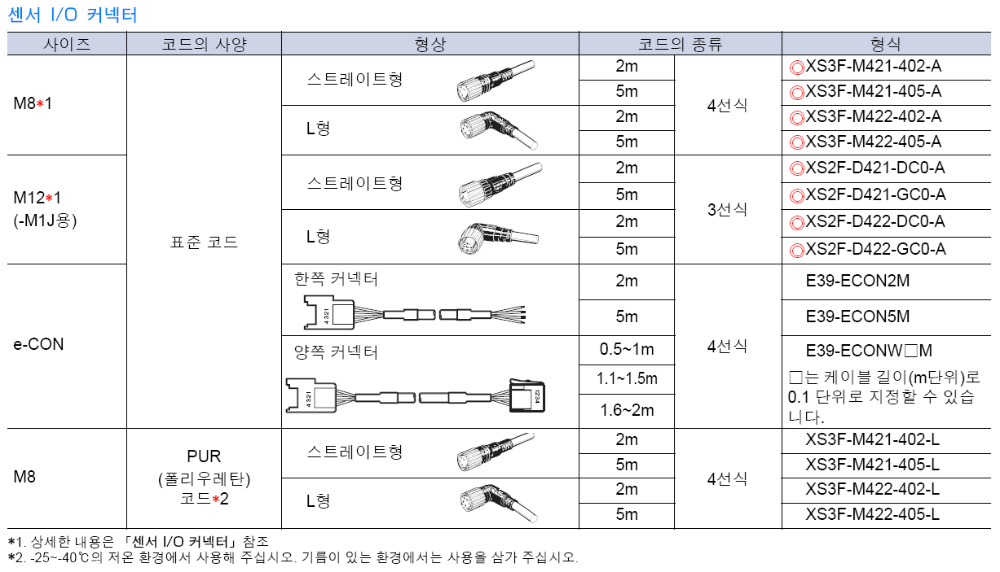 센서 I/O 커넥터
사이즈 코드의 사양 형상 코드의 종류 형식
M8*1
표준 코드
스트레이트형
2m
4선식
◎XS3F-M421-402-A
5m
◎XS3F-M421-405-A
L형
2m
◎XS3F-M422-402-A
5m
◎XS3F-M422-405-A
M12*1
(-M1J용)
스트레이트형
2m
3선식
◎XS2F-D421-DC0-A
5m
◎XS2F-D421-GC0-A
L형
2m
◎XS2F-D422-DC0-A
5m
◎XS2F-D422-GC0-A
e-CON
한쪽 커넥터
4 321
2m
4선식
E39-ECON2M
5m
E39-ECON5M
양쪽 커넥터
4 321
1234
0.5~1m
1.1~1.5m
1.6~2m
E39-ECONW□M
□는 케이블 길이(m단위)로
0.1 단위로 지정할 수 있습
니다.
M8
PUR
(폴리우레탄)
코드*2
스트레이트형
2m
4선식
XS3F-M421-402-L
5m
XS3F-M421-405-L
L형
2m
XS3F-M422-402-L
5m
XS3F-M422-405-L
*1. 상세한 내용은 「센서 I/O 커넥터」참조
*2. -25~-40℃의 저온 환경에서 사용해 주십시오. 기름이 있는 환경에서는 사용을 삼가 주십시오.